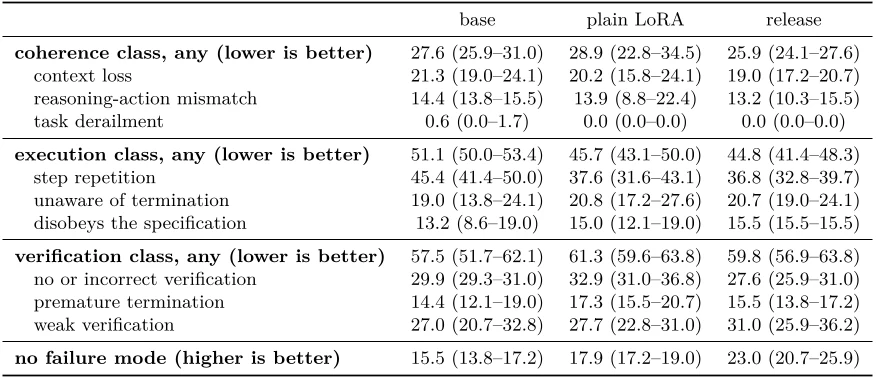 base plain LoRA release
coherence class, any (lower is better) 27.6 (25.9–31.0) 28.9 (22.8–34.5) 25.9 (24.1–27.6)
context loss 21.3 (19.0–24.1) 20.2 (15.8–24.1) 19.0 (17.2–20.7)
reasoning-action mismatch 14.4 (13.8–15.5) 13.9 (8.8–22.4) 13.2 (10.3–15.5)
task derailment 0.6 (0.0–1.7) 0.0 (0.0–0.0) 0.0 (0.0–0.0)
execution class, any (lower is better) 51.1 (50.0–53.4) 45.7 (43.1–50.0) 44.8 (41.4–48.3)
step repetition 45.4 (41.4–50.0) 37.6 (31.6–43.1) 36.8 (32.8–39.7)
unaware of termination 19.0 (13.8–24.1) 20.8 (17.2–27.6) 20.7 (19.0–24.1)
disobeys the specification 13.2 (8.6–19.0) 15.0 (12.1–19.0) 15.5 (15.5–15.5)
verification class, any (lower is better) 57.5 (51.7–62.1) 61.3 (59.6–63.8) 59.8 (56.9–63.8)
no or incorrect verification 29.9 (29.3–31.0) 32.9 (31.0–36.8) 27.6 (25.9–31.0)
premature termination 14.4 (12.1–19.0) 17.3 (15.5–20.7) 15.5 (13.8–17.2)
weak verification 27.0 (20.7–32.8) 27.7 (22.8–31.0) 31.0 (25.9–36.2)
no failure mode (higher is better) 15.5 (13.8–17.2) 17.9 (17.2–19.0) 23.0 (20.7–25.9)